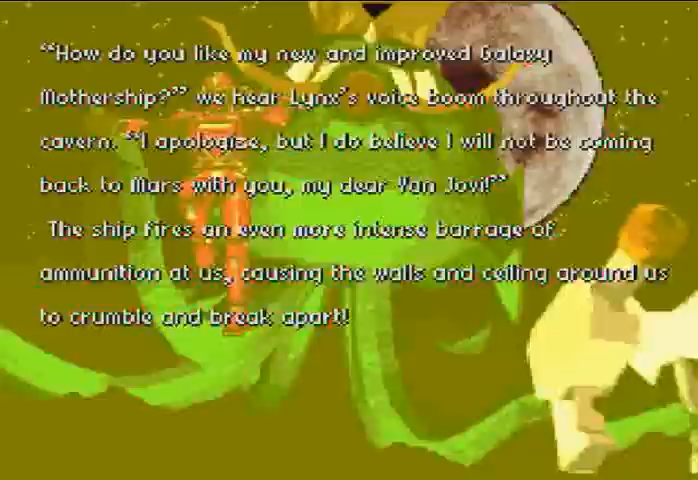 “How do you like my new and improved Galaxy
Mothership?” we hear Lynx's voice boom throughout the
cavern. “I apologize, but I do believe I will not be coming
back to Mars with you, my dear Van Jovi!”
The ship fires an even more intense barrage of
ammunition at us, causing the walls and ceiling around us
to crumble and break apart!